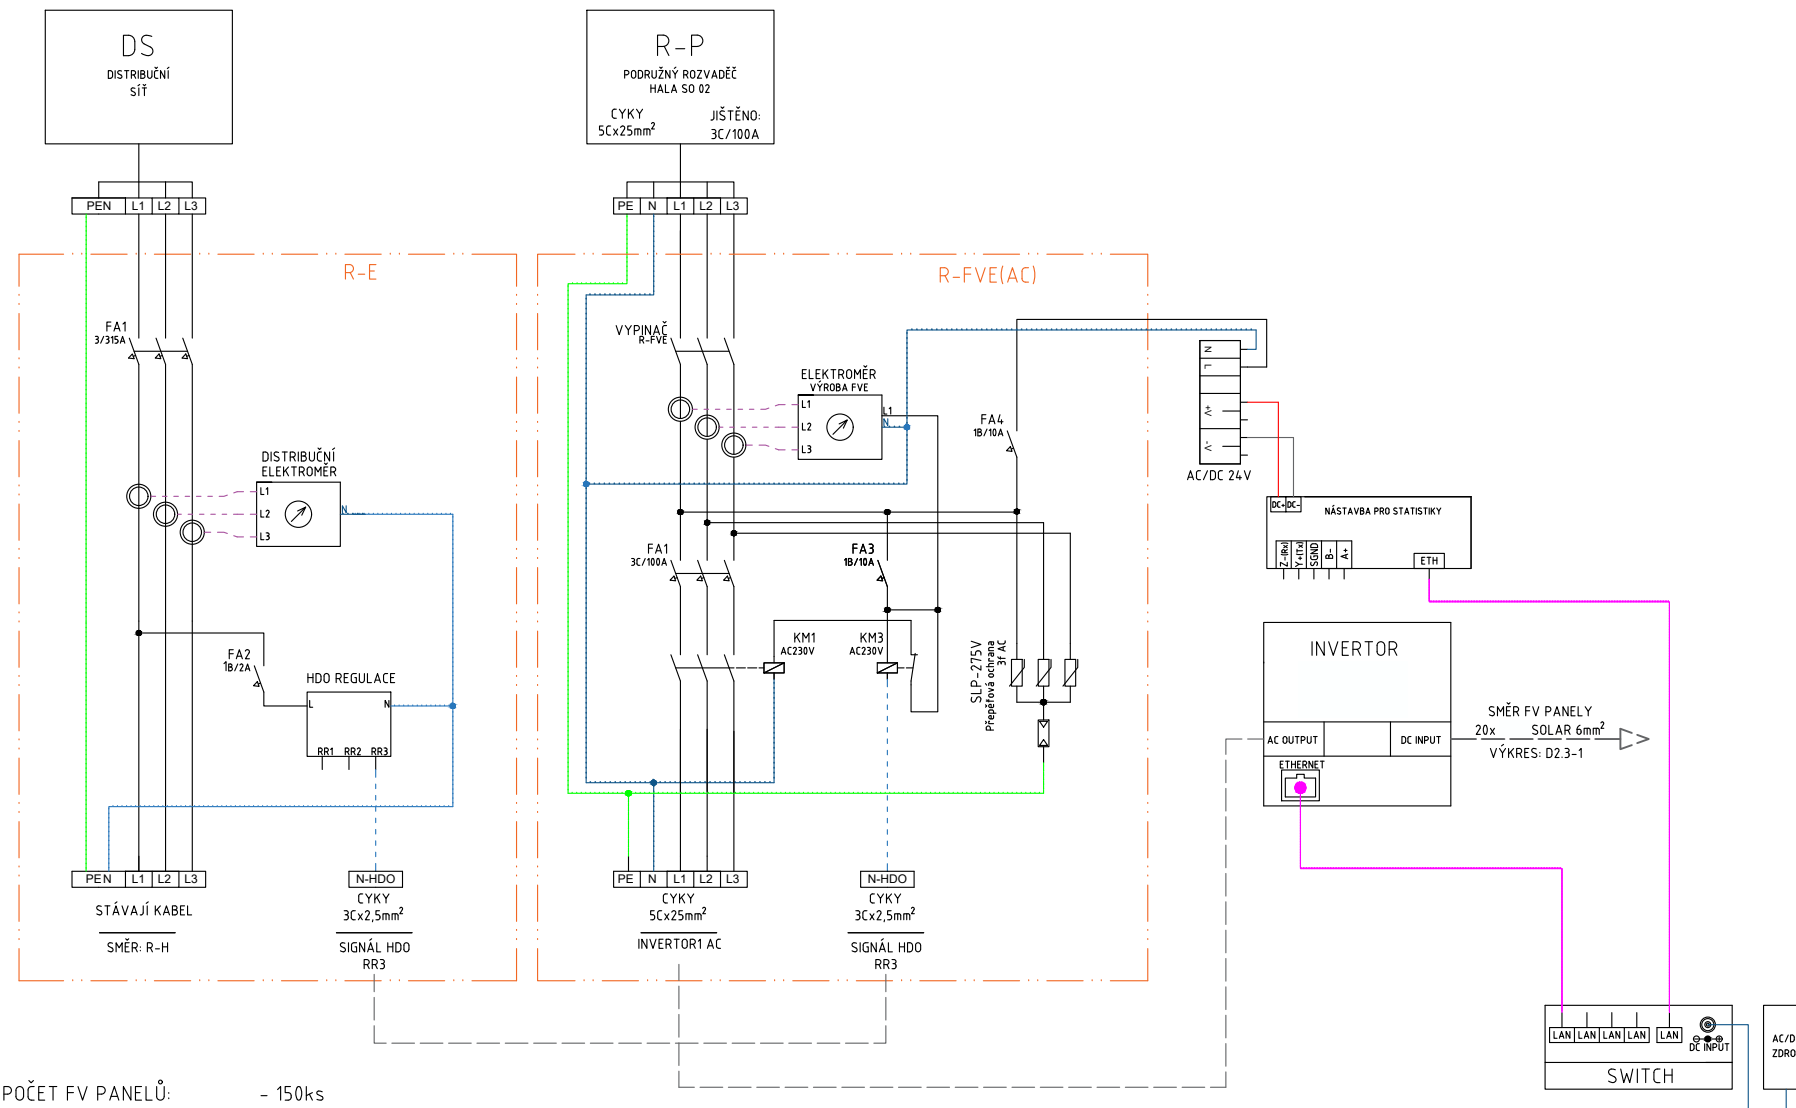 DS
DISTRIBUČNÍ
SÍŤ
R-P
PODRUŽNÝ ROZVADĚČ
HALA SO 02
CYKY
5Cx25mm²
JIŠTĚNO:
3C/100A
PEN L1 L2 L3
PE N L1 L2 L3
R-E
R-FVE(AC)
FA1
3/315A
VYPINAČ
R-FVE
ELEKTROMĚR
VÝROBA FVE
L1
L2
L3
L1
N
FA4
1B/10A
N
L
+V
-V
AC/DC 24V
DISTRIBUČNÍ
ELEKTROMĚR
L1
L2
L3
N
DC+ DC-
NÁSTAVBA PRO STATISTIKY
Z-(Rx)
Y+(Tx)
SGND
B-
A+
ETH
FA1
3C/100A
FA3
1B/10A
FA2
1B/2A
HDO REGULACE
L
N
RR1 RR2 RR3
KM1
AC230V
KM3
AC230V
SLP-275V
Přepěťová ochrana
3f AC
INVERTOR
AC OUTPUT
DC INPUT
ETHERNET
SMĚR FV PANELY
20x SOLAR 6mm²
VÝKRES: D2.3-1
PEN L1 L2 L3
STÁVAJÍ KABEL
SMĚR: R-H
N-HDO
CYKY
3Cx2,5mm²
SIGNÁL HDO
RR3
PE N L1 L2 L3
CYKY
5Cx25mm²
INVERTOR1 AC
N-HDO
CYKY
3Cx2,5mm²
SIGNÁL HDO
RR3
LAN LAN LAN LAN LAN
DC INPUT
SWITCH
AC/D
ZDRO
POČET FV PANELŮ: - 150ks